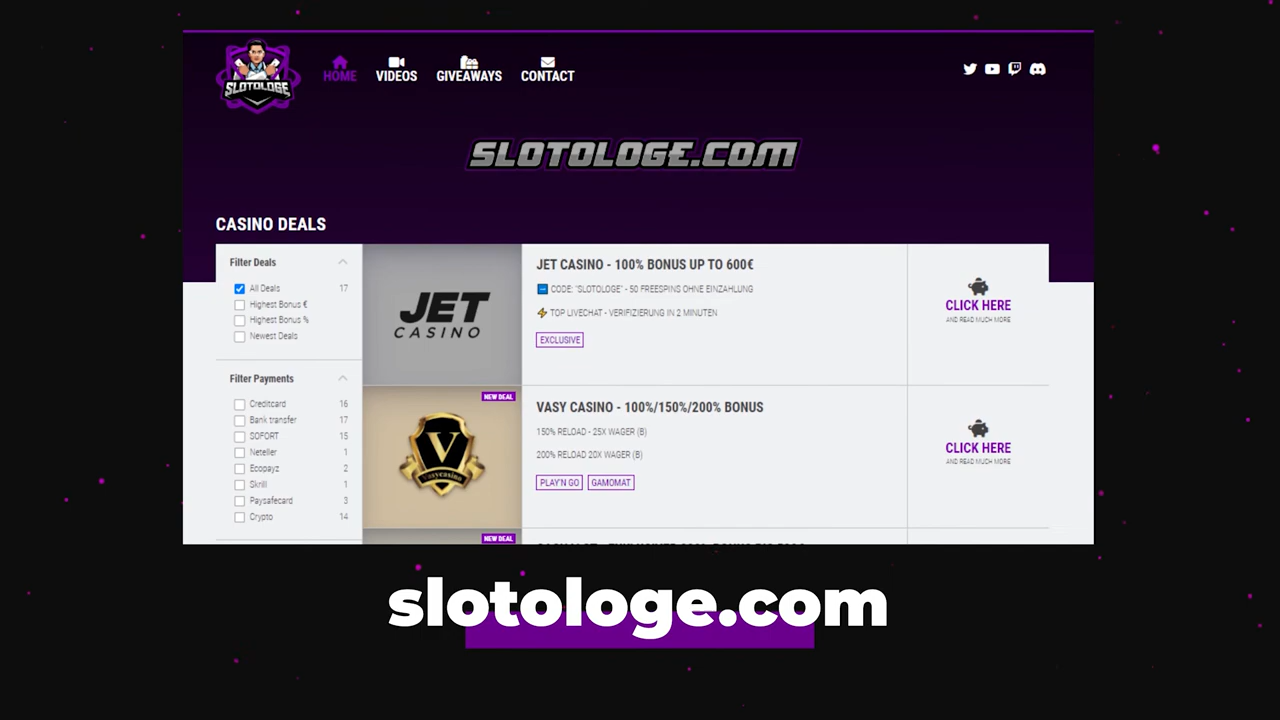 SLOTOLOGE
HOME
VIDEOS
GIVEAWAYS
CONTACT
SLOTOLOGE.COM
CASINO DEALS
Filter Deals
All Deals 17
Highest Bonus €
Highest Bonus %
Newest Deals
Filter Payments
Creditcard 16
Bank transfer 17
SOFORT 15
Neteller 1
Ecopayz 2
Skrill 1
Paysafecard 3
Crypto 14
JET
CASINO
JET CASINO - 100% BONUS UP TO 600€
CODE: "SLOTOLOGE" - 50 FREESPINS OHNE EINZAHLUNG
TOP LIVECHAT - VERIFIZIERUNG IN 2 MINUTEN
EXCLUSIVE
CLICK HERE
AND READ MUCH MORE
NEW DEAL
V
Vasycasino
VASY CASINO - 100%/150%/200% BONUS
150% RELOAD - 25X WAGER (B)
200% RELOAD 20X WAGER (B)
PLAY'N GO GAMOMAT
CLICK HERE
AND READ MUCH MORE
NEW DEAL
slotologe.com